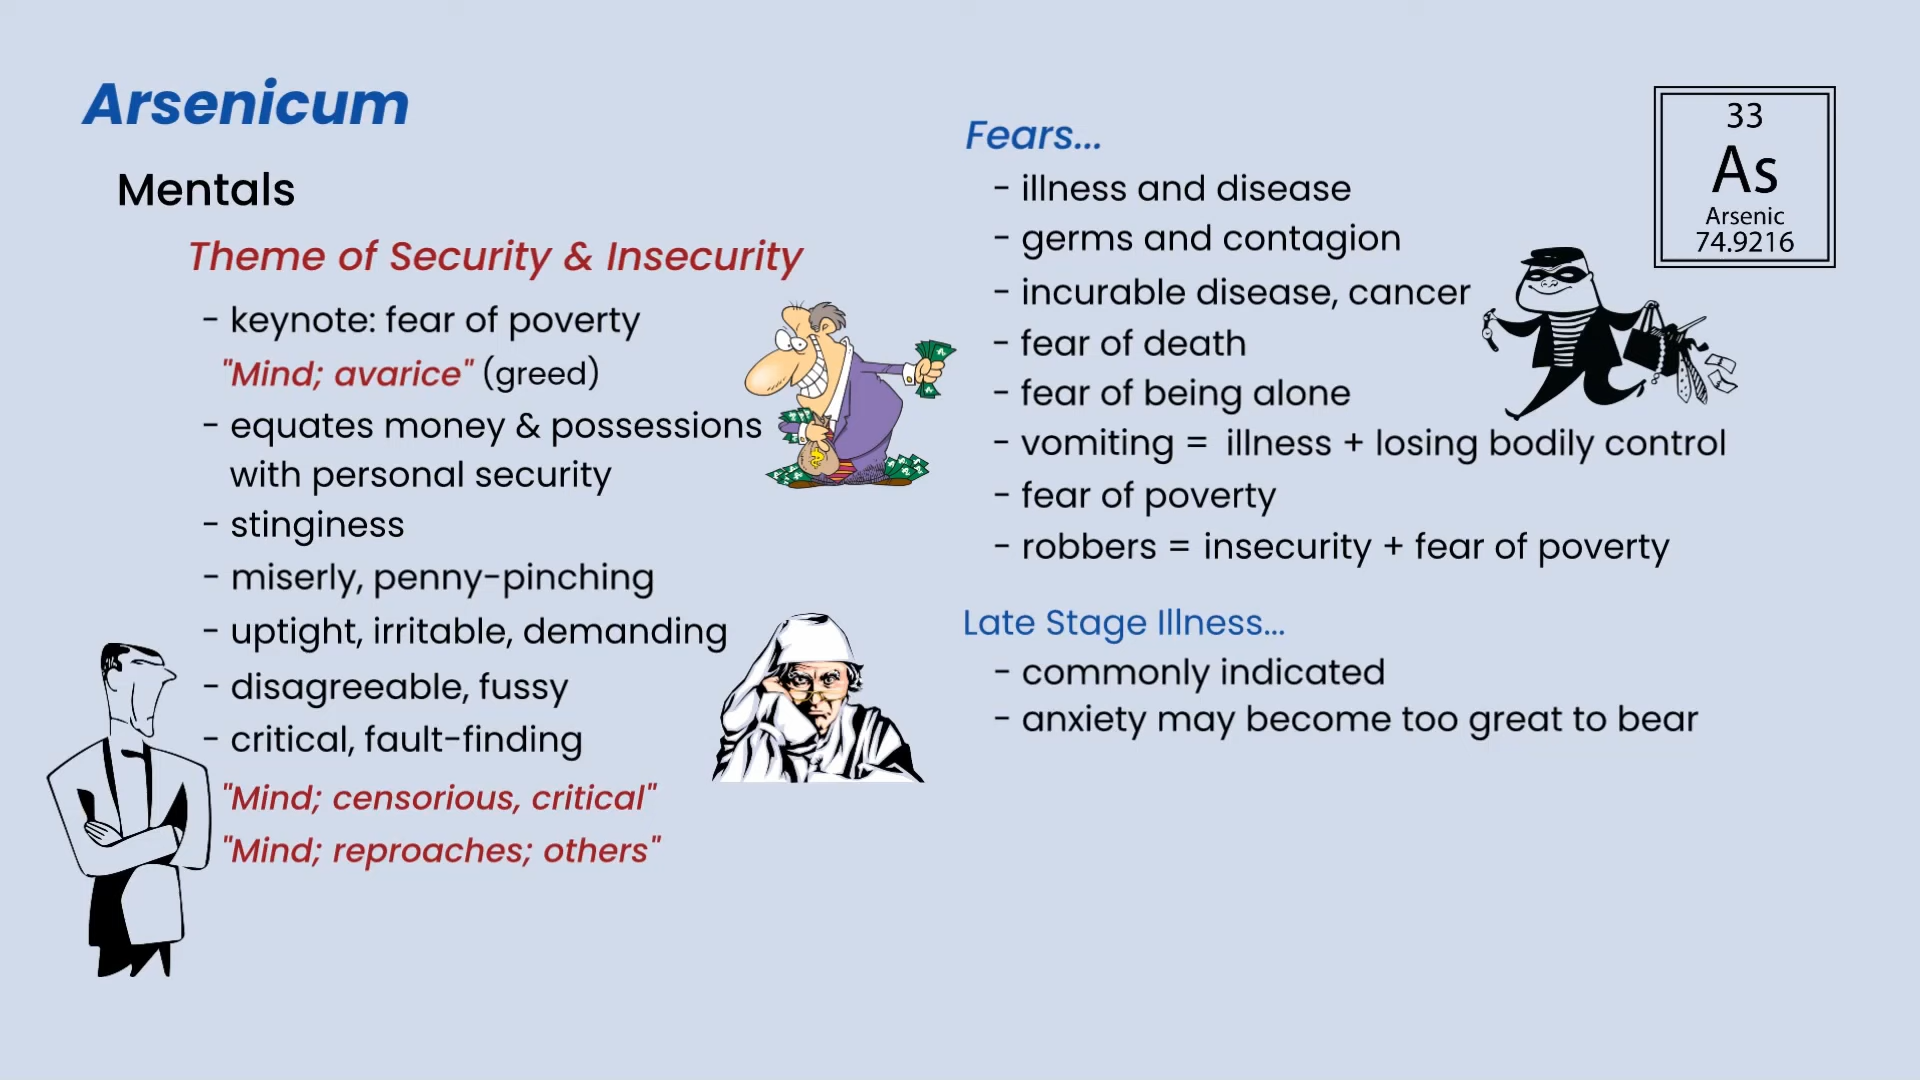 Arsenicum
Mentals
Theme of Security & Insecurity
- keynote: fear of poverty
"Mind; avarice" (greed)
- equates money & possessions
with personal security
- stinginess
- miserly, penny-pinching
- uptight, irritable, demanding
- disagreeable, fussy
- critical, fault-finding
"Mind; censorious, critical"
"Mind; reproaches; others"
Fears...
- illness and disease
- germs and contagion
- incurable disease, cancer
- fear of death
- fear of being alone
- vomiting = illness + losing bodily control
- fear of poverty
- robbers = insecurity + fear of poverty
Late Stage Illness...
- commonly indicated
- anxiety may become too great to bear
33
As
Arsenic
74.9216
$